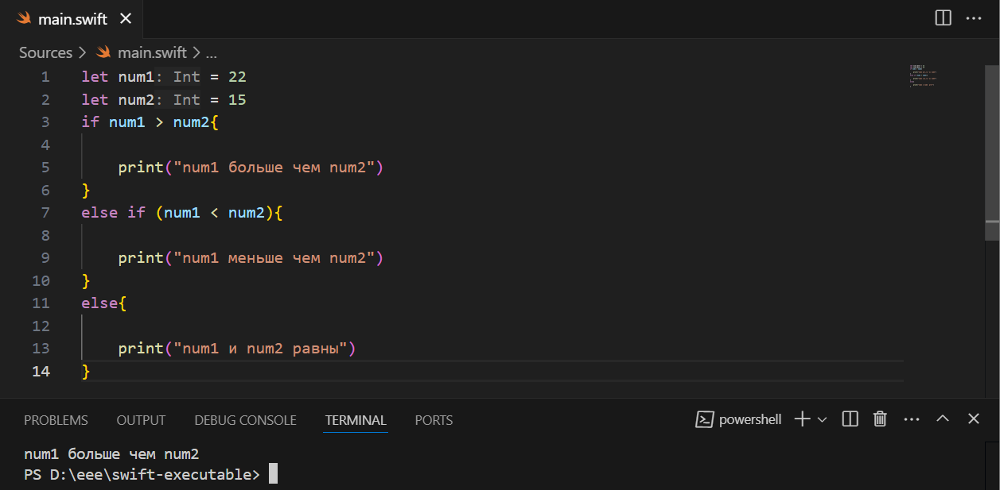 main.swift
Sources > main.swift > ...
1 let num1: Int = 22
2 let num2: Int = 15
3 if num1 > num2{
4
5     print("num1 больше чем num2")
6 }
7 else if (num1 < num2){
8
9     print("num1 меньше чем num2")
10 }
11 else{
12
13     print("num1 и num2 равны")
14 }
PROBLEMS OUTPUT DEBUG CONSOLE TERMINAL PORTS powershell
num1 больше чем num2
PS D:\eee\swift-executable>